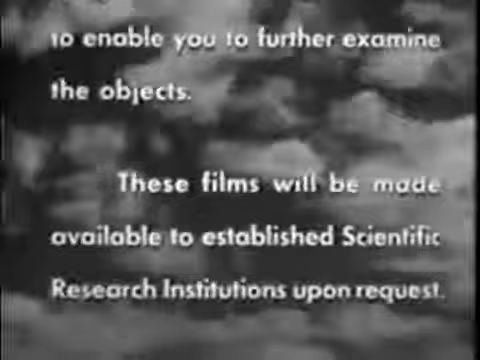 to enable you to further examine
the objects.
These films will be made
available to established Scientific
Research Institutions upon request.